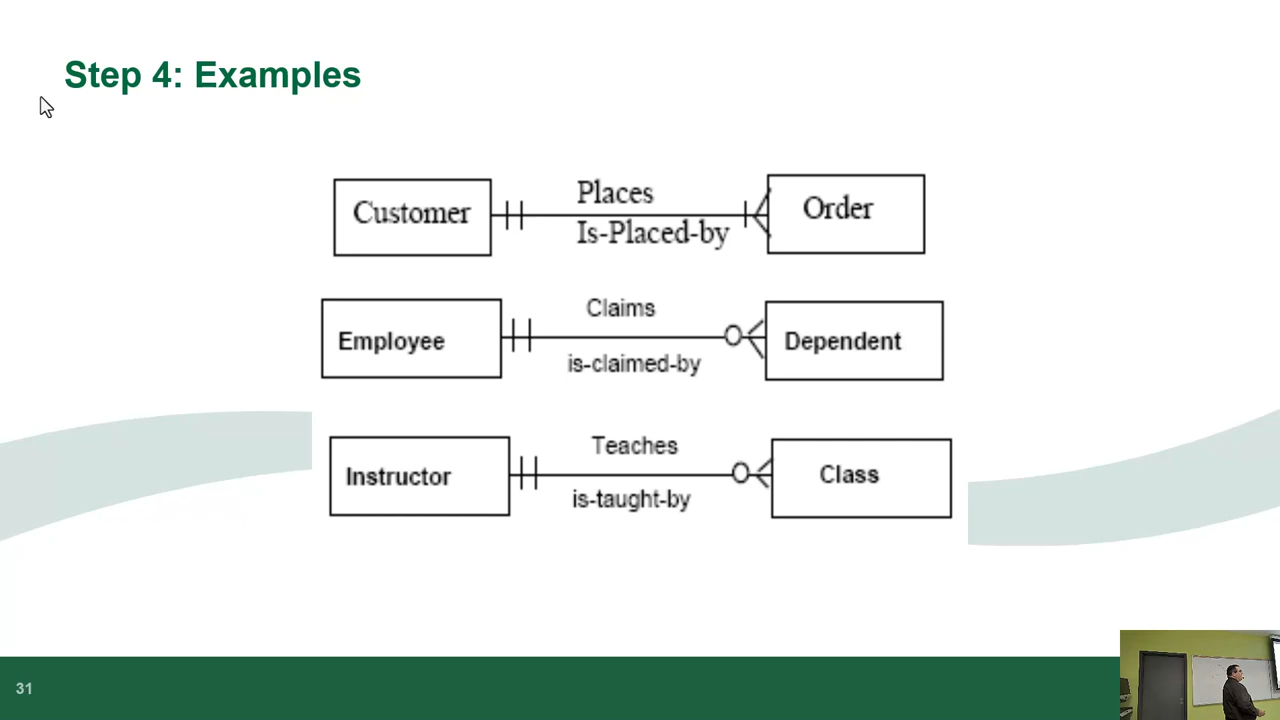 Step 4: Examples
Customer
Places
Is-Placed-by
Order
Employee
Claims
is-claimed-by
Dependent
Instructor
Teaches
is-taught-by
Class
31